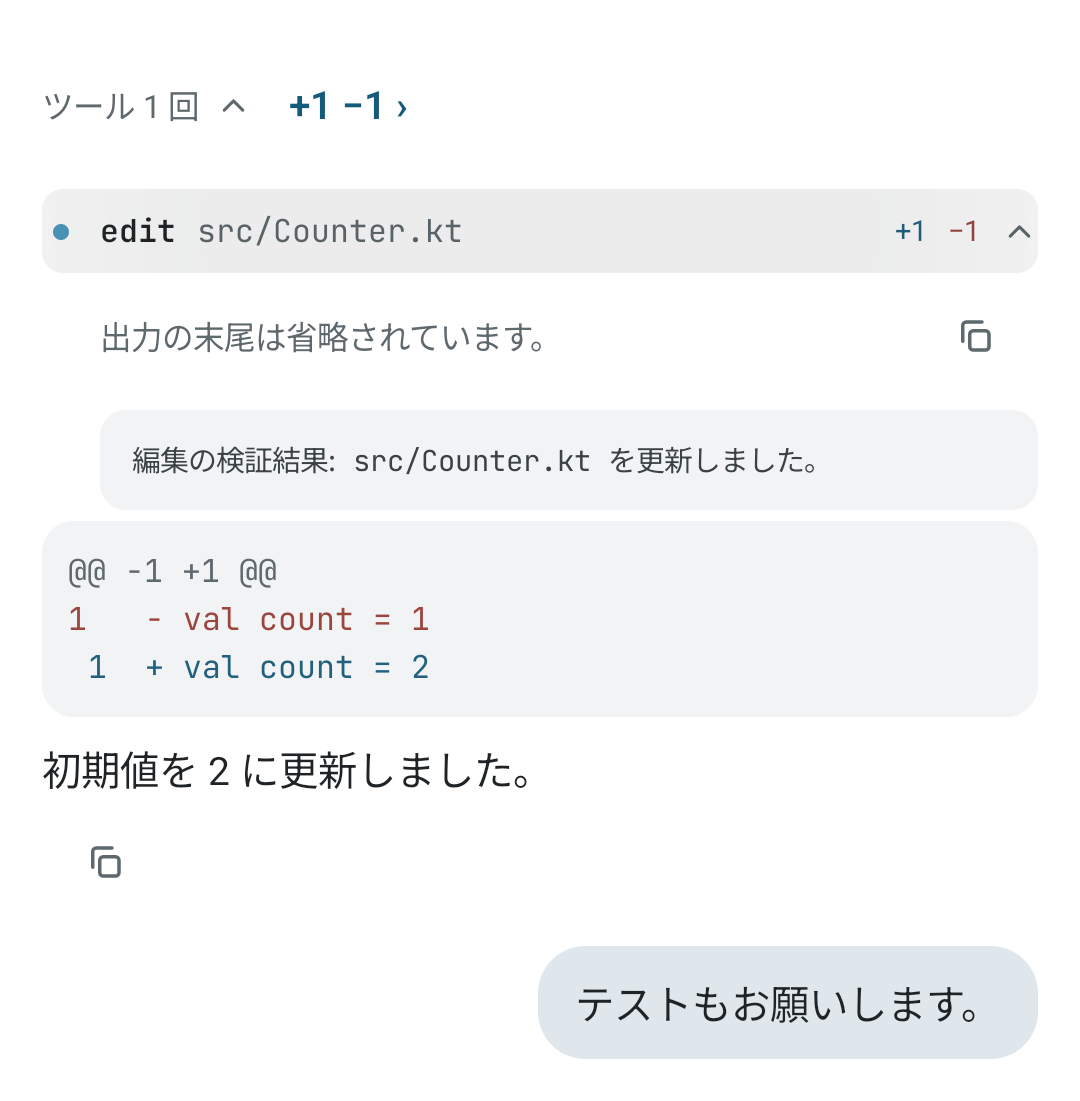 ツール 1 回 +1 −1 ›
edit src/Counter.kt +1 −1
出力の末尾は省略されています。
編集の検証結果: src/Counter.kt を更新しました。
@@ -1 +1 @@
1 - val count = 1
1 + val count = 2
初期値を 2 に更新しました。
テストもお願いします。